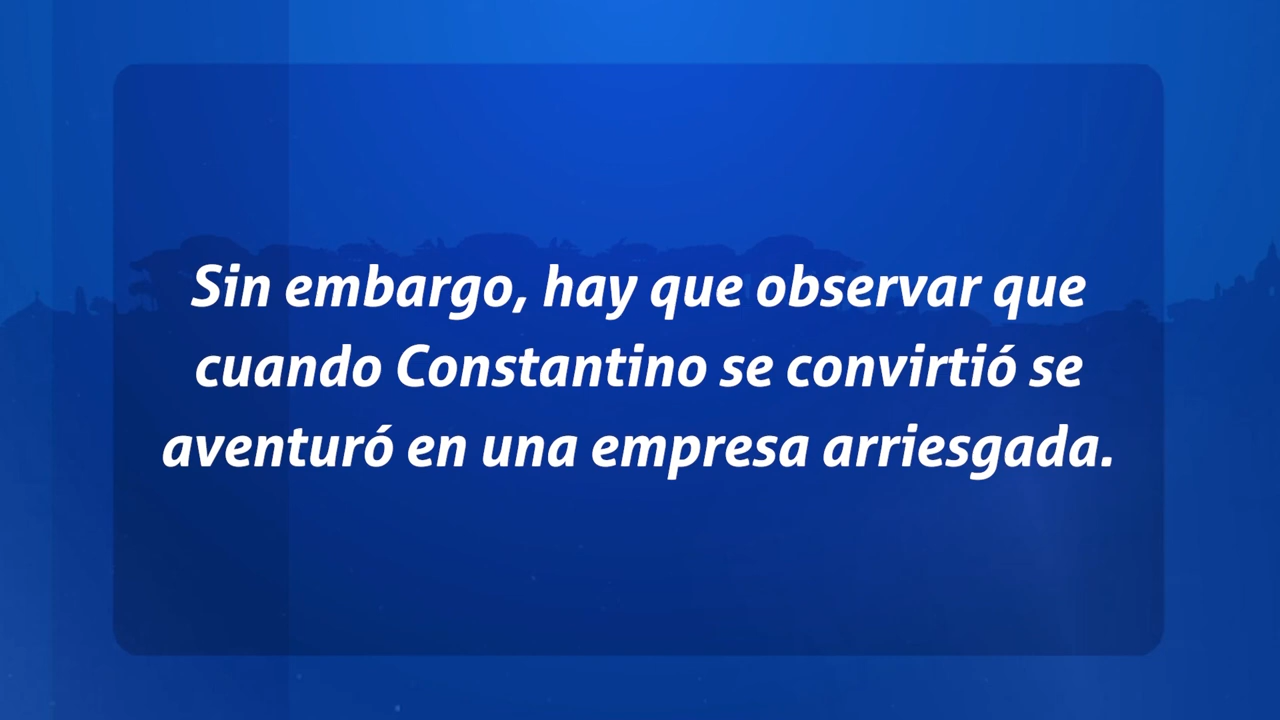 Sin embargo, hay que observar que
cuando Constantino se convirtió se
aventuró en una empresa arriesgada.